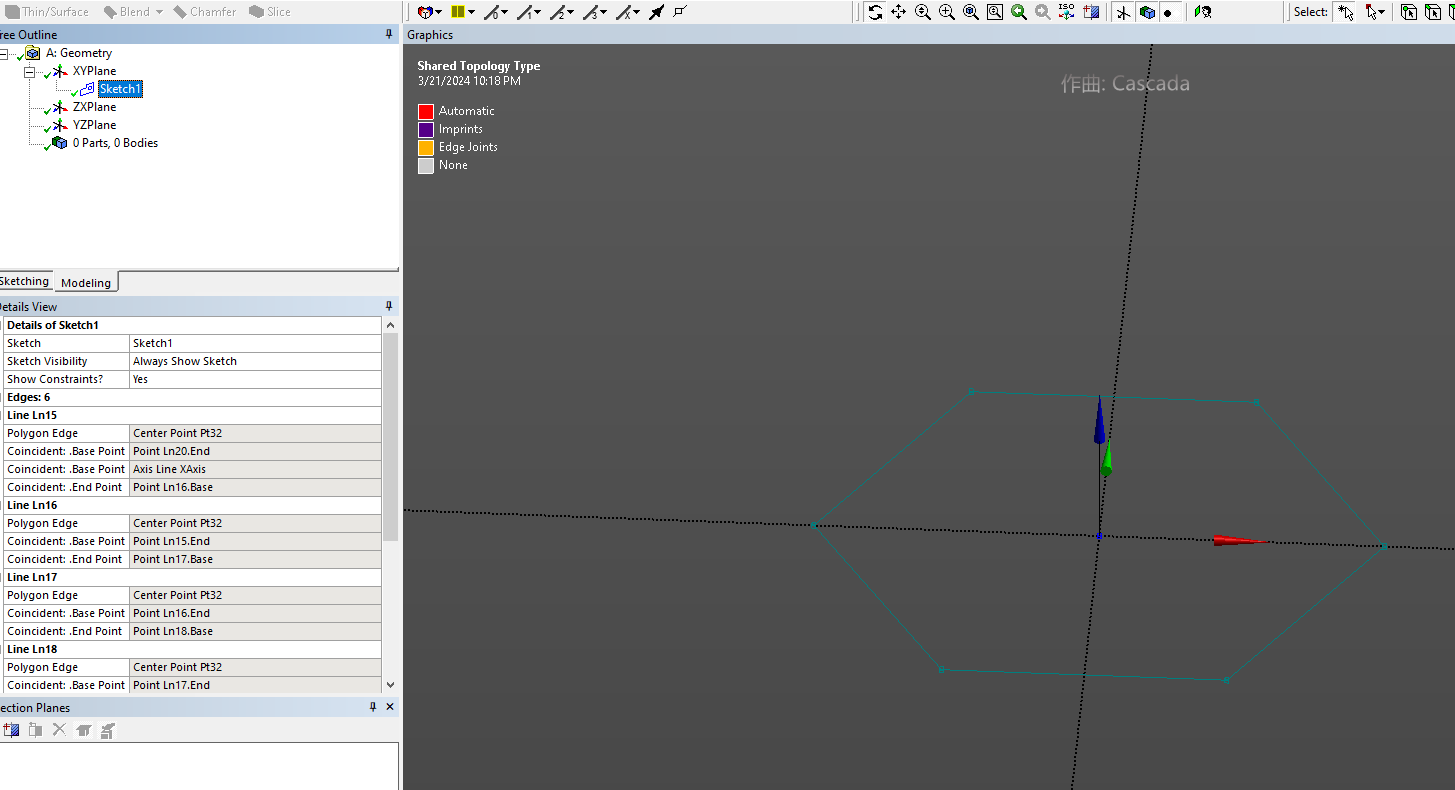 Thin/Surface Blend Chamfer Slice
Select:
ree Outline
A: Geometry
XYPlane
Sketch1
ZXPlane
YZPlane
0 Parts, 0 Bodies
Sketching Modeling
etails View
Details of Sketch1
Sketch Sketch1
Sketch Visibility Always Show Sketch
Show Constraints? Yes
Edges: 6
Line Ln15
Polygon Edge Center Point Pt32
Coincident: .Base Point Point Ln20.End
Coincident: .Base Point Axis Line XAxis
Coincident: .End Point Point Ln16.Base
Line Ln16
Polygon Edge Center Point Pt32
Coincident: .Base Point Point Ln15.End
Coincident: .End Point Point Ln17.Base
Line Ln17
Polygon Edge Center Point Pt32
Coincident: .Base Point Point Ln16.End
Coincident: .End Point Point Ln18.Base
Line Ln18
Polygon Edge Center Point Pt32
Coincident: .Base Point Point Ln17.End
ection Planes
Graphics
Shared Topology Type
3/21/2024 10:18 PM
Automatic
Imprints
Edge Joints
None
作曲: Cascada
ISO